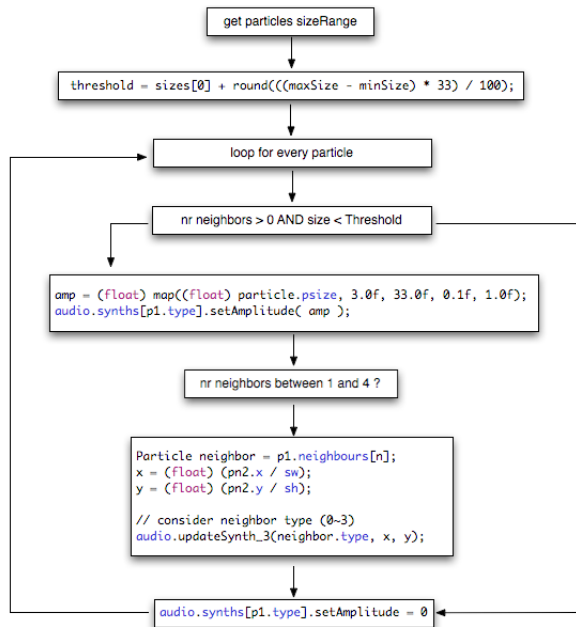 get particles sizeRange
threshold = sizes[0] + round(((maxSize - minSize) * 33) / 100);
loop for every particle
nr neighbors > 0 AND size < Threshold
amp = (float) map((float) particle.psize, 3.0f, 33.0f, 0.1f, 1.0f);
audio.synths[p1.type].setAmplitude( amp );
nr neighbors between 1 and 4 ?
Particle neighbor = p1.neighbours[n];
x = (float) (pn2.x / sw);
y = (float) (pn2.y / sh);
// consider neighbor type (0~3)
audio.updateSynth_3(neighbor.type, x, y);
audio.synths[p1.type].setAmplitude = 0